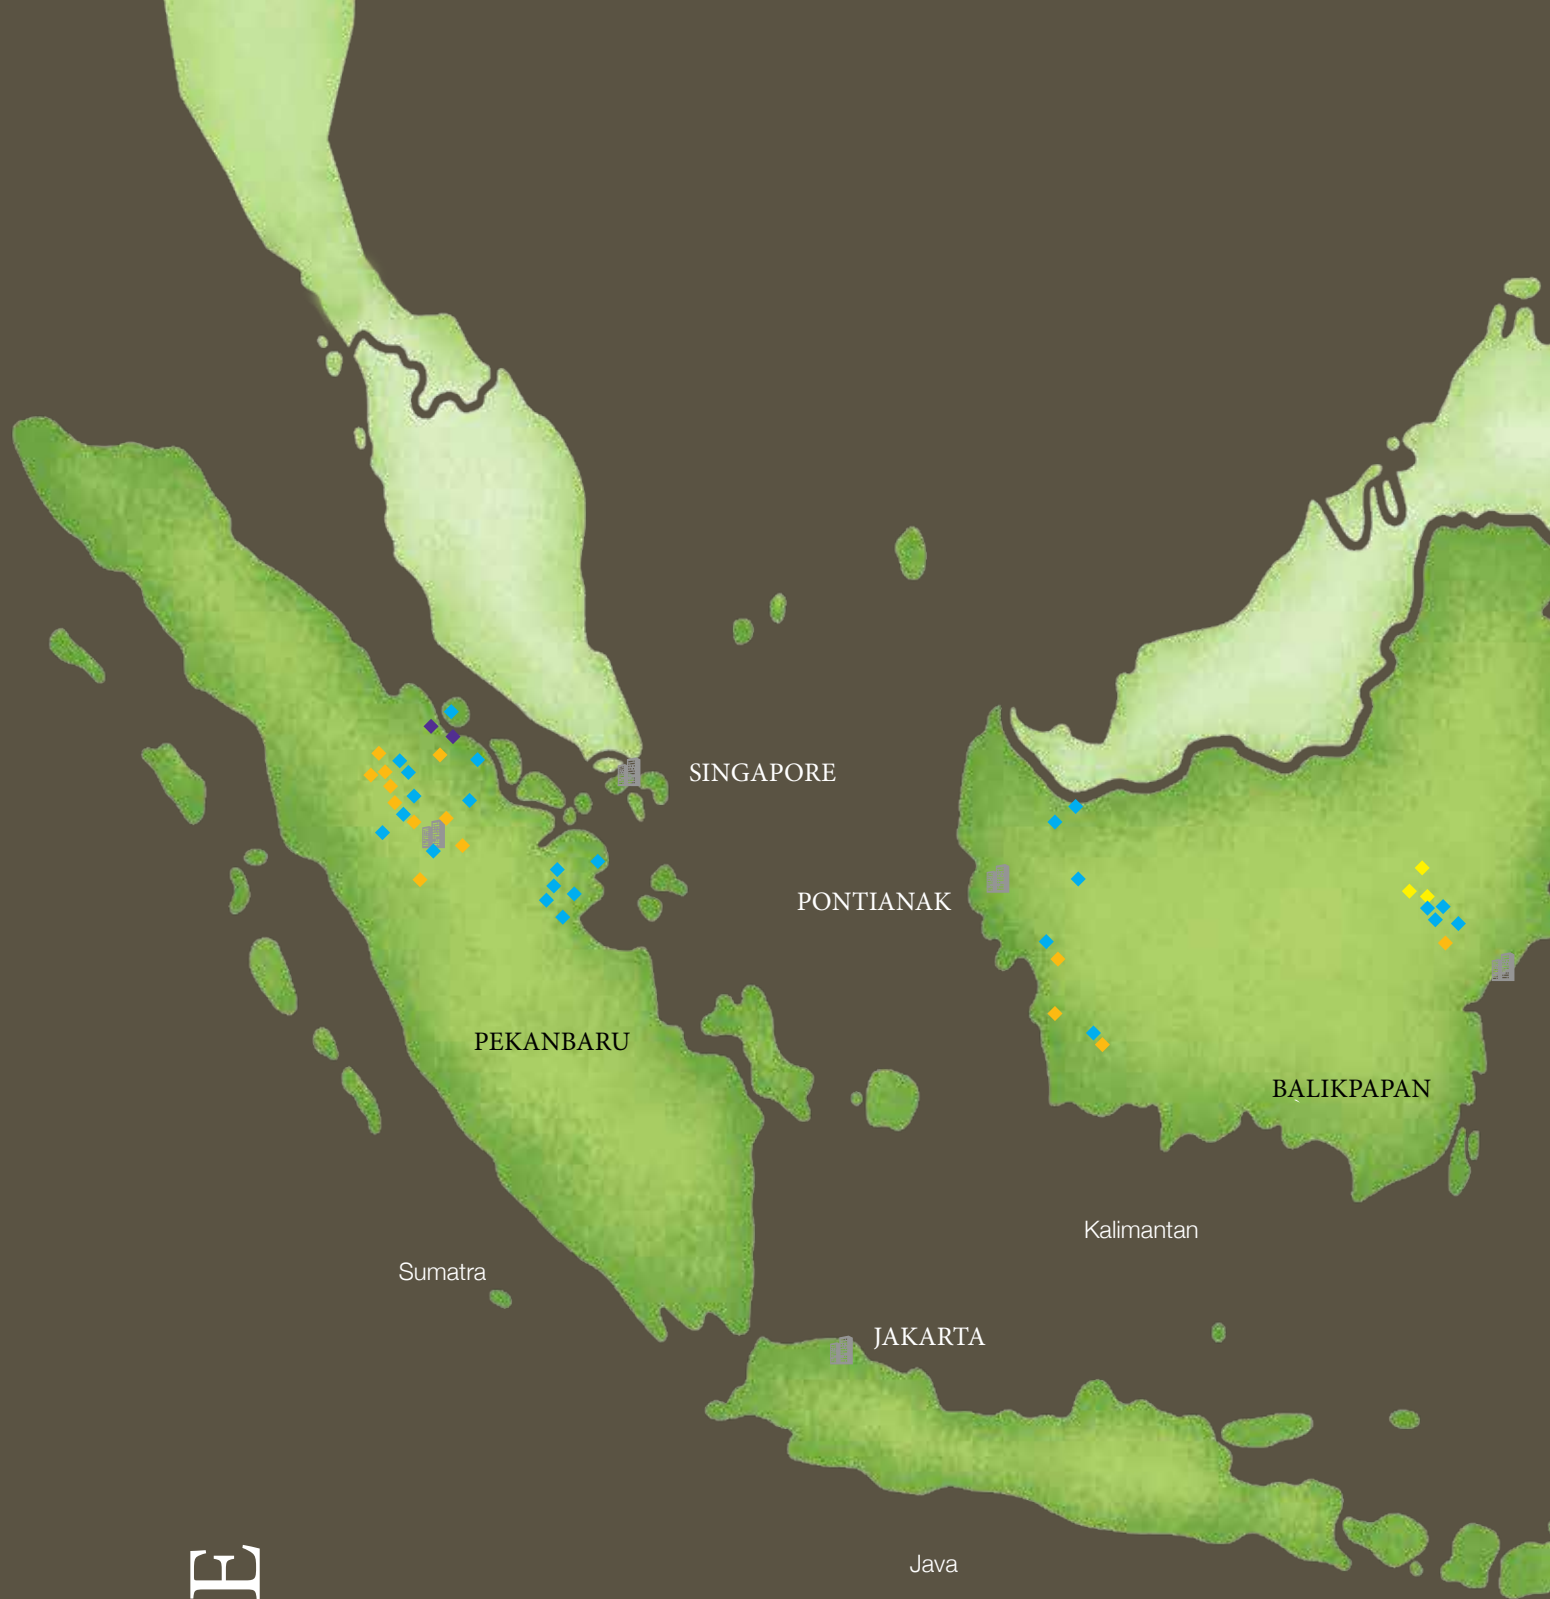 SINGAPORE
PONTIANAK
PEKANBARU
BALIKPAPAN
Kalimantan
Sumatra
JAKARTA
E
Java